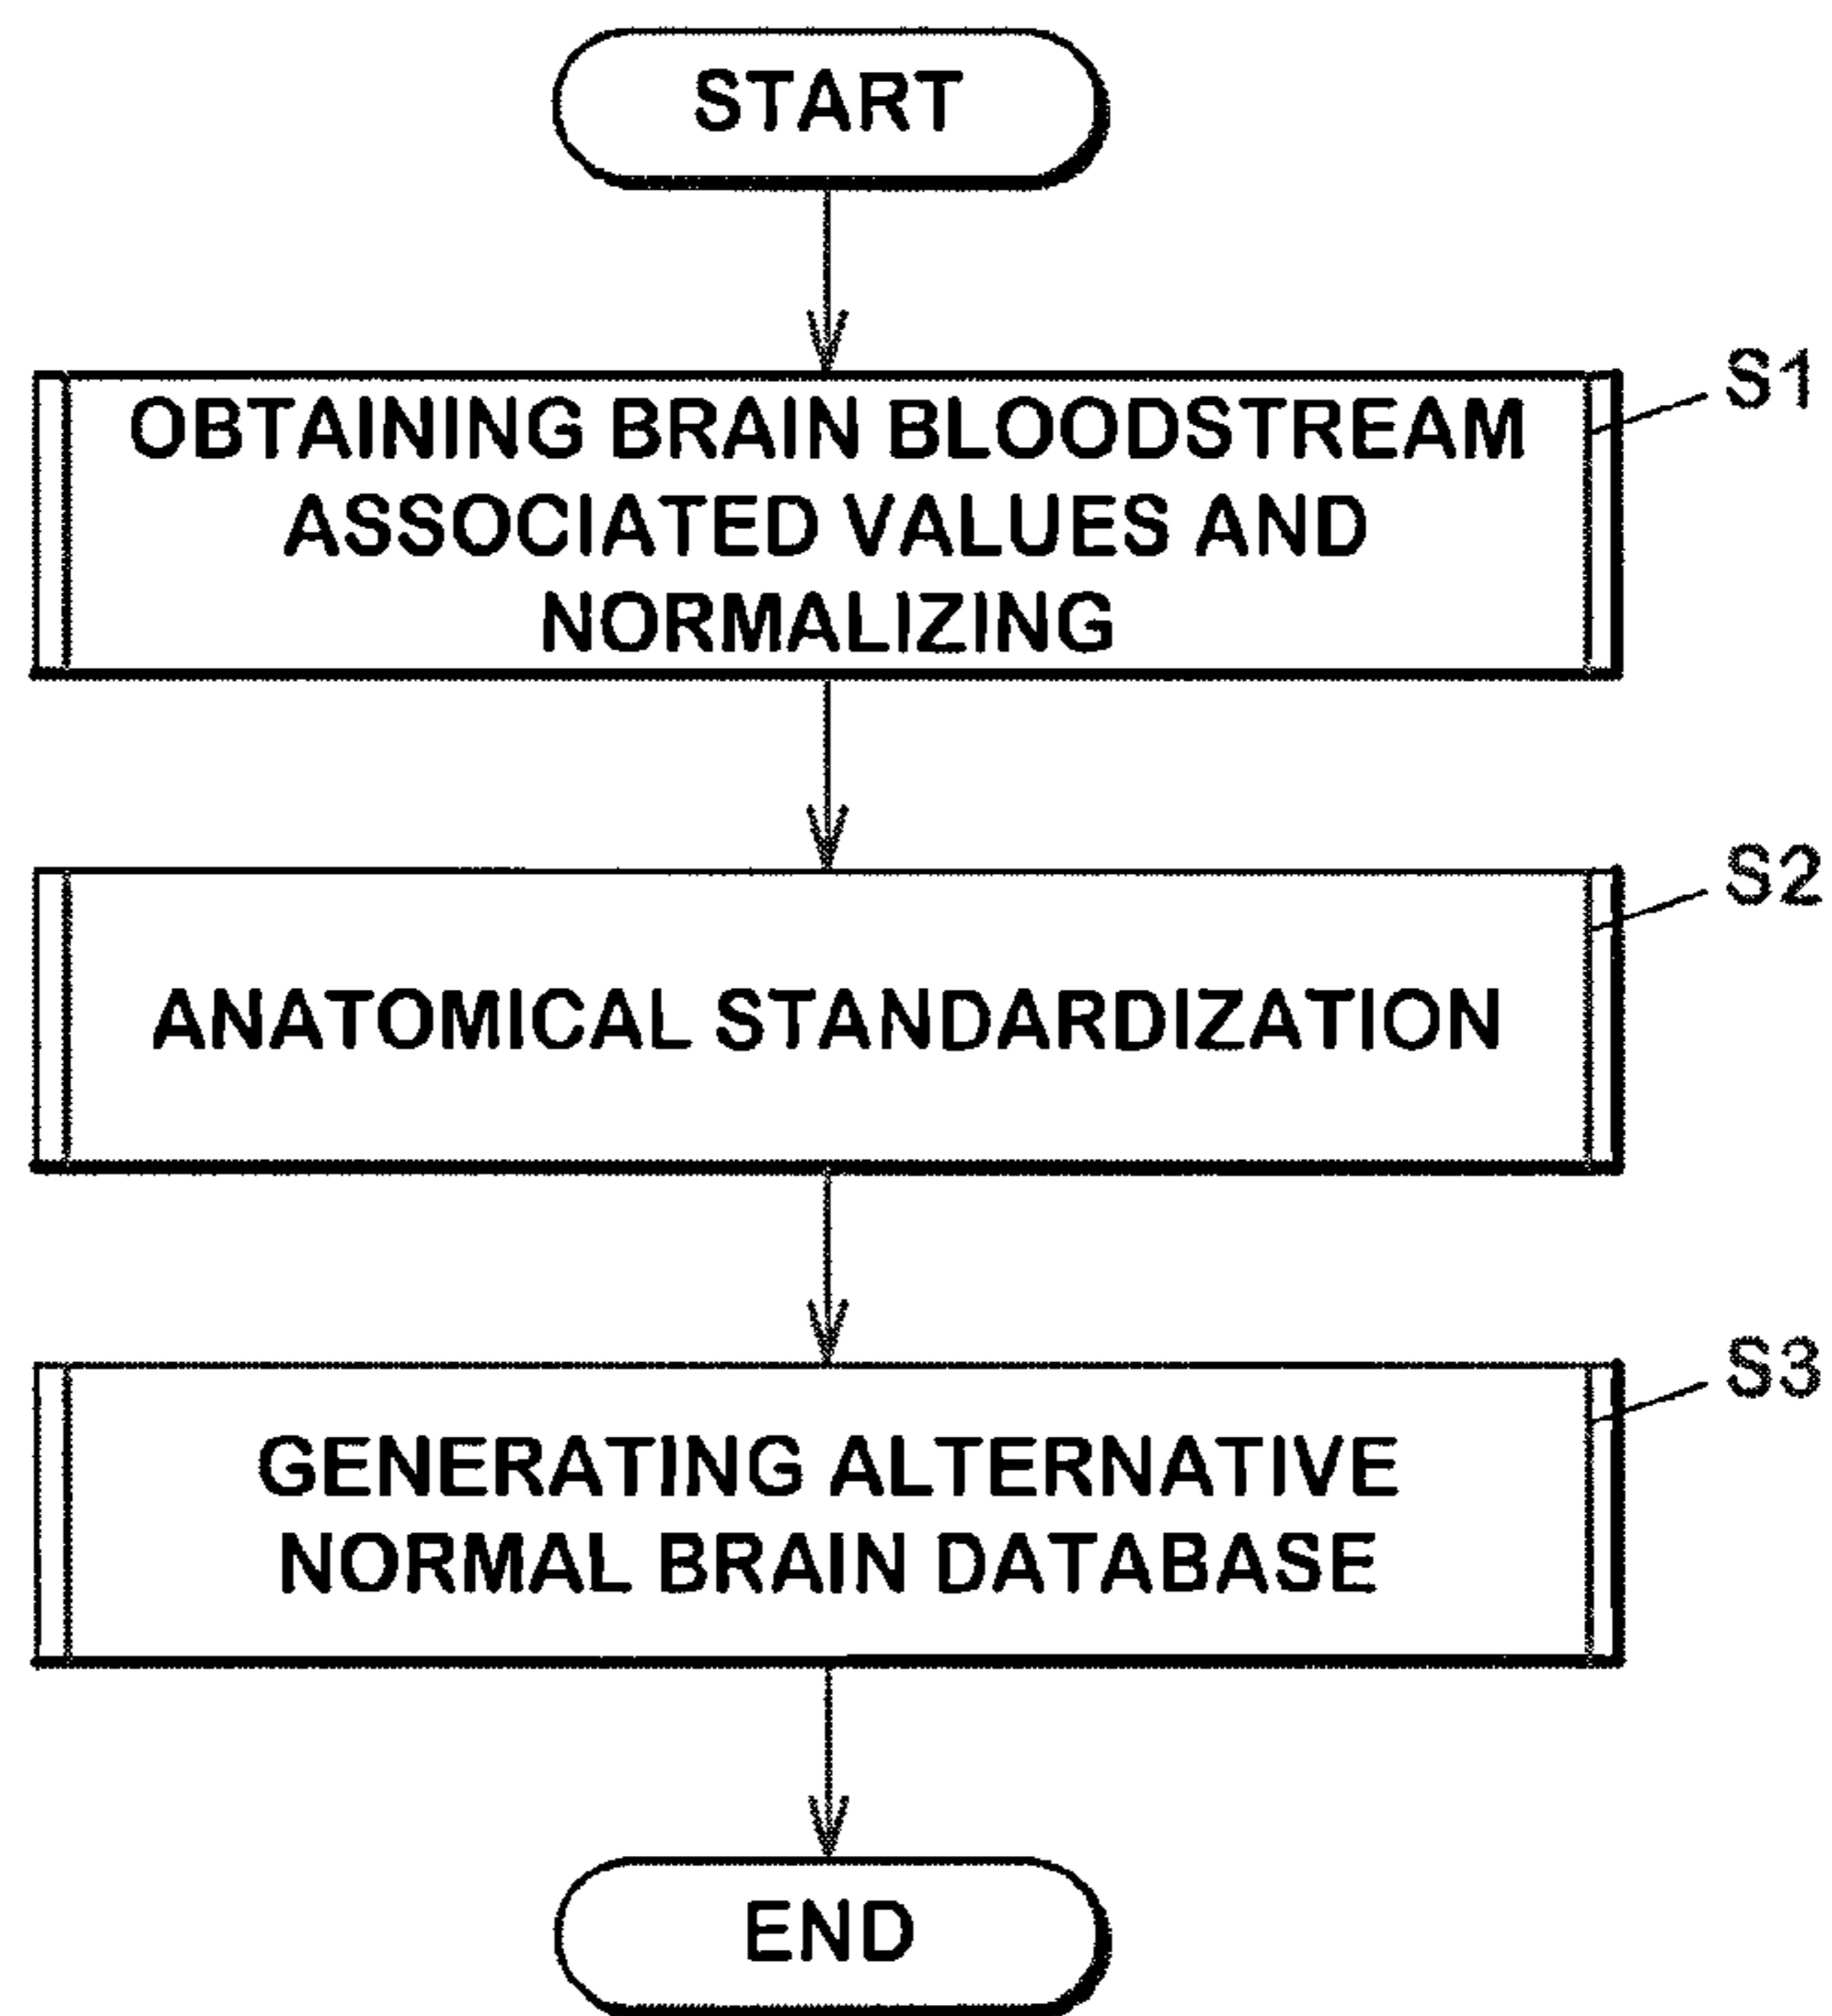 START
S1
OBTAINING BRAIN BLOODSTREAM
ASSOCIATED VALUES AND
NORMALIZING
S2
ANATOMICAL STANDARDIZATION
S3
GENERATING ALTERNATIVE
NORMAL BRAIN DATABASE
END